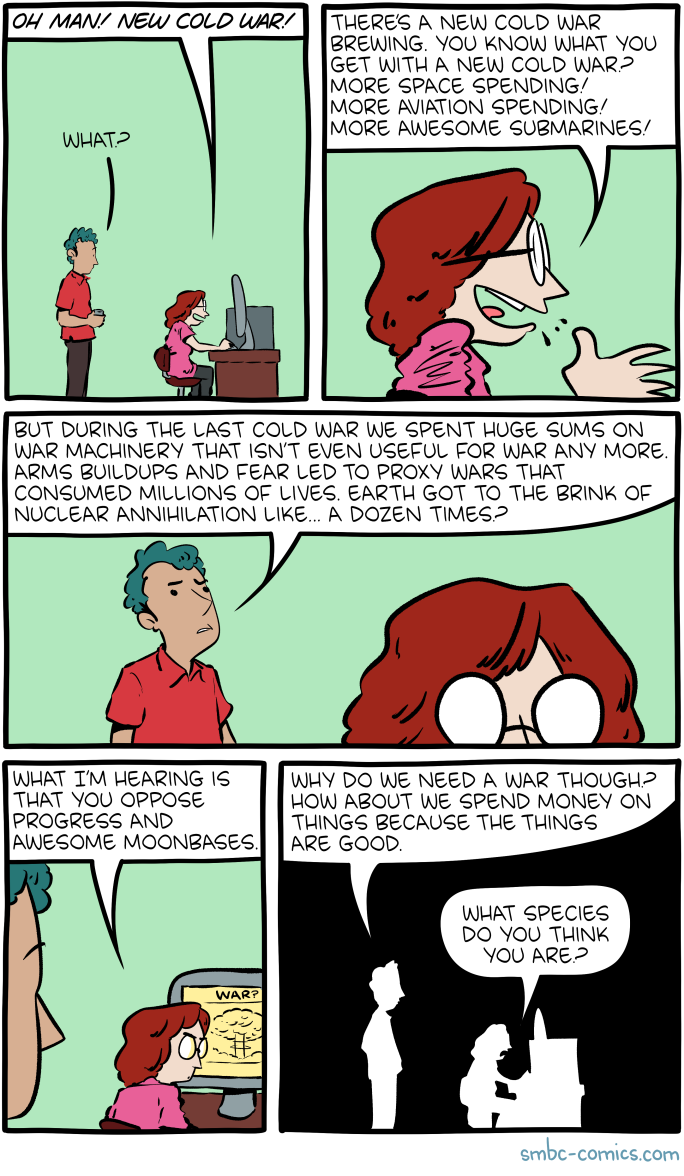 OH MAN! NEW COLD WAR!
WHAT?
THERE'S A NEW COLD WAR
BREWING. YOU KNOW WHAT YOU
GET WITH A NEW COLD WAR?
MORE SPACE SPENDING!
MORE AVIATION SPENDING!
MORE AWESOME SUBMARINES!
BUT DURING THE LAST COLD WAR WE SPENT HUGE SUMS ON
WAR MACHINERY THAT ISN'T EVEN USEFUL FOR WAR ANY MORE.
ARMS BUILDUPS AND FEAR LED TO PROXY WARS THAT
CONSUMED MILLIONS OF LIVES. EARTH GOT TO THE BRINK OF
NUCLEAR ANNIHILATION LIKE... A DOZEN TIMES?
WHAT I'M HEARING IS
THAT YOU OPPOSE
PROGRESS AND
AWESOME MOONBASES.
WAR?
WHY DO WE NEED A WAR THOUGH?
HOW ABOUT WE SPEND MONEY ON
THINGS BECAUSE THE THINGS
ARE GOOD.
WHAT SPECIES
DO YOU THINK
YOU ARE?
smbc-comics.com